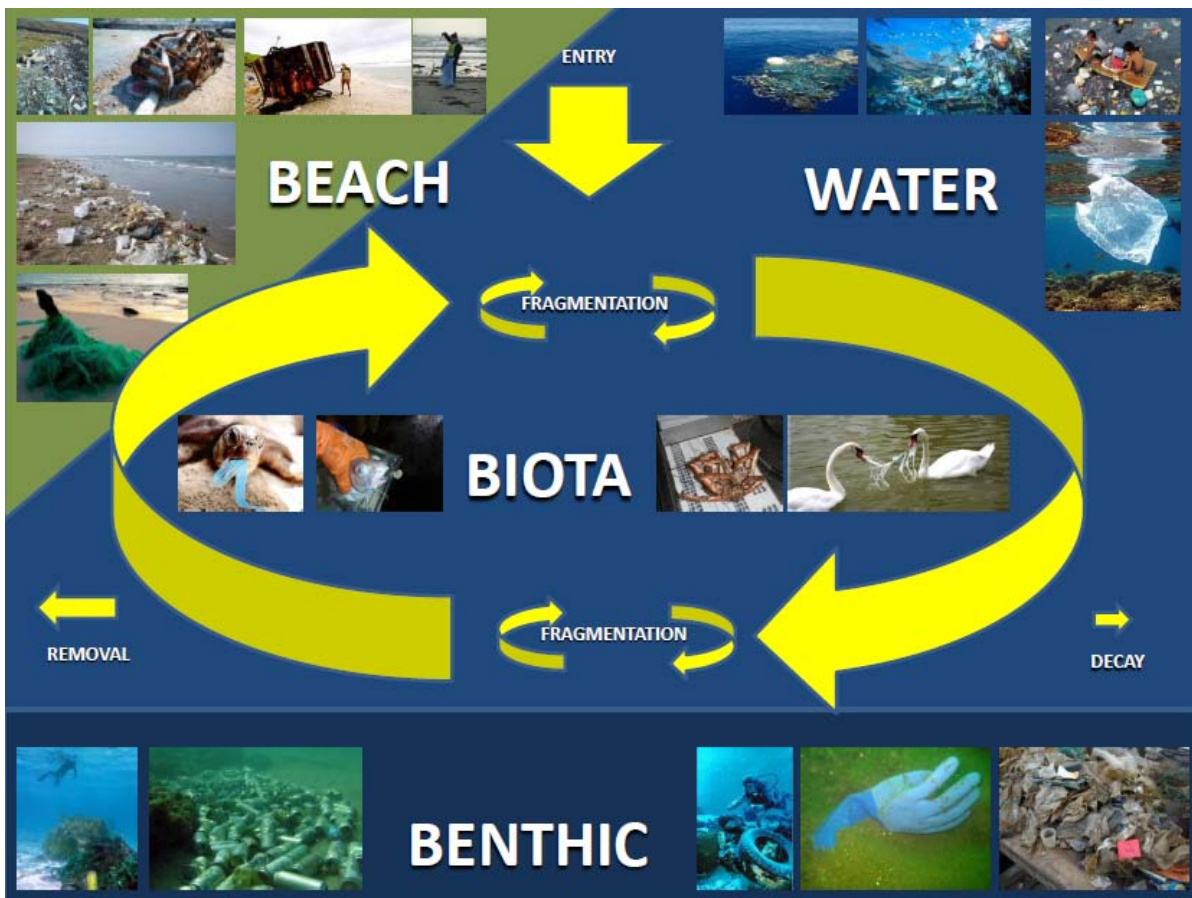 ENTRY
BEACH
WATER
FRAGMENTATION
BIOTA
FRAGMENTATION
REMOVAL
DECAY
BENTHIC